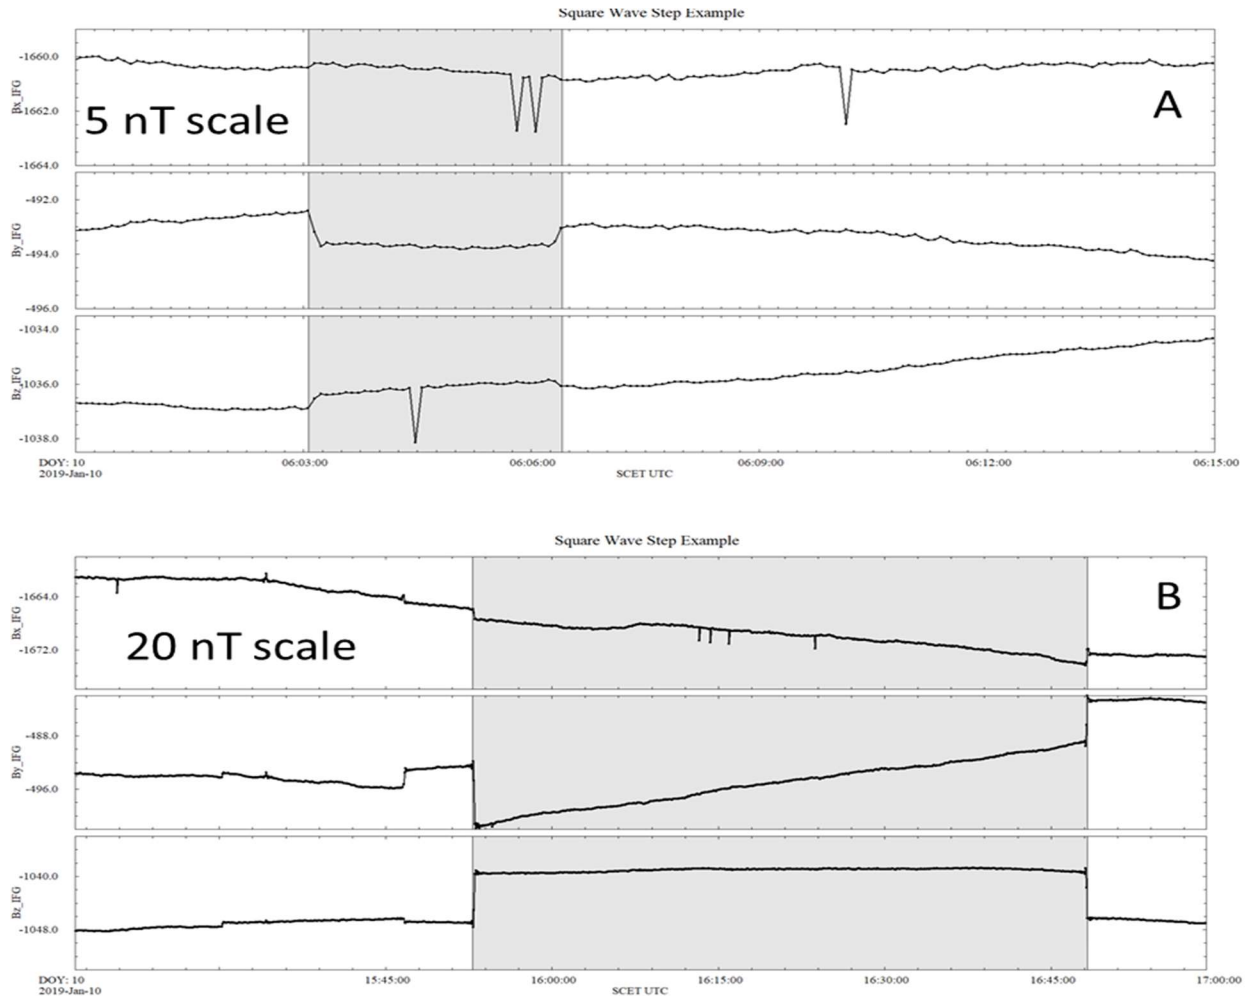 Square Wave Step Example
-1660.0
Bx_IFG
-1662.0
-1664.0
5 nT scale
A
-492.0
By_IFG
-494.0
-496.0
-1034.0
Bz_IFG
-1036.0
-1038.0
DOY: 10 06:03:00 06:06:00 06:09:00 06:12:00 06:15:00
2019-Jan-10 SCET UTC
Square Wave Step Example
-1664.0
Bx_IFG
-1672.0
20 nT scale
B
-488.0
By_IFG
-496.0
-1040.0
Bz_IFG
-1048.0
DOY: 10 15:45:00 16:00:00 16:15:00 16:30:00 16:45:00 17:00:00
2019-Jan-10 SCET UTC